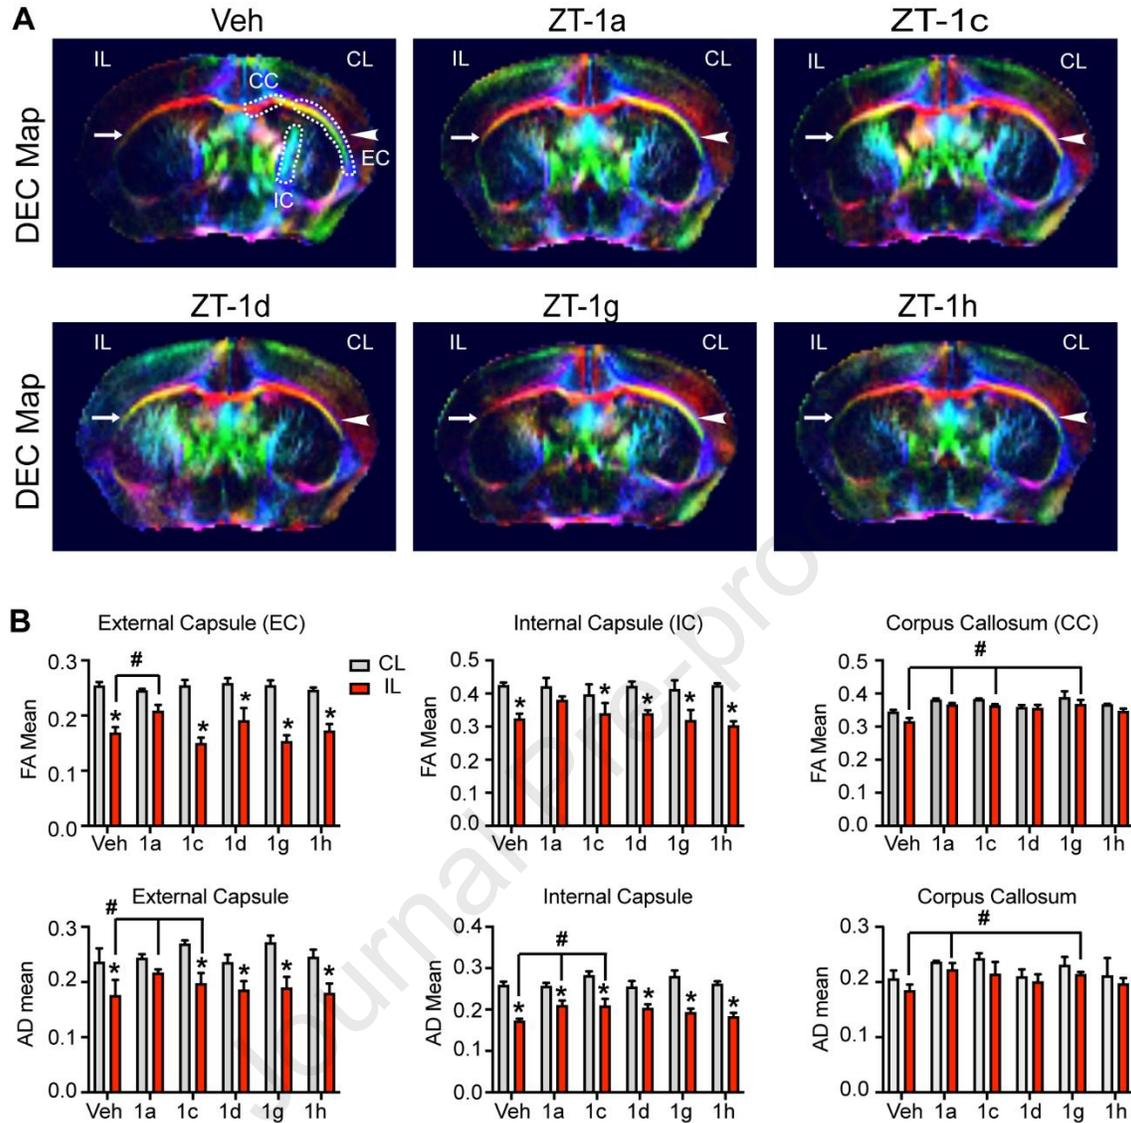 A
Veh ZT-1a ZT-1c
DEC Map
IL CL CC EC IC
IL CL
IL CL
ZT-1d ZT-1g ZT-1h
DEC Map
IL CL
IL CL
IL CL
B
External Capsule (EC)
FA Mean
0.3
0.2
0.1
0.0
#
* * * * *
CL
IL
Veh 1a 1c 1d 1g 1h
Internal Capsule (IC)
FA Mean
0.5
0.4
0.3
0.2
0.1
0.0
* * * * *
Veh 1a 1c 1d 1g 1h
Corpus Callosum (CC)
FA Mean
0.5
0.4
0.3
0.2
0.1
0.0
#
Veh 1a 1c 1d 1g 1h
External Capsule
AD mean
0.3
0.2
0.1
0.0
#
* * * * *
Veh 1a 1c 1d 1g 1h
Internal Capsule
AD Mean
0.4
0.3
0.2
0.1
0.0
#
* * * * * *
Veh 1a 1c 1d 1g 1h
Corpus Callosum
AD mean
0.3
0.2
0.1
0.0
#
Veh 1a 1c 1d 1g 1h
Journal Pre-proo